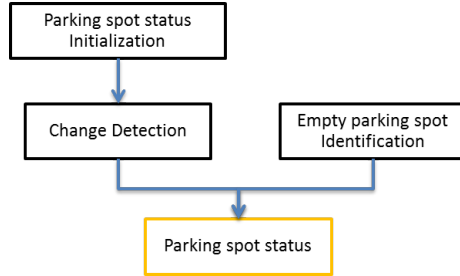 Parking spot status
Initialization
Change Detection
Empty parking spot
Identification
Parking spot status